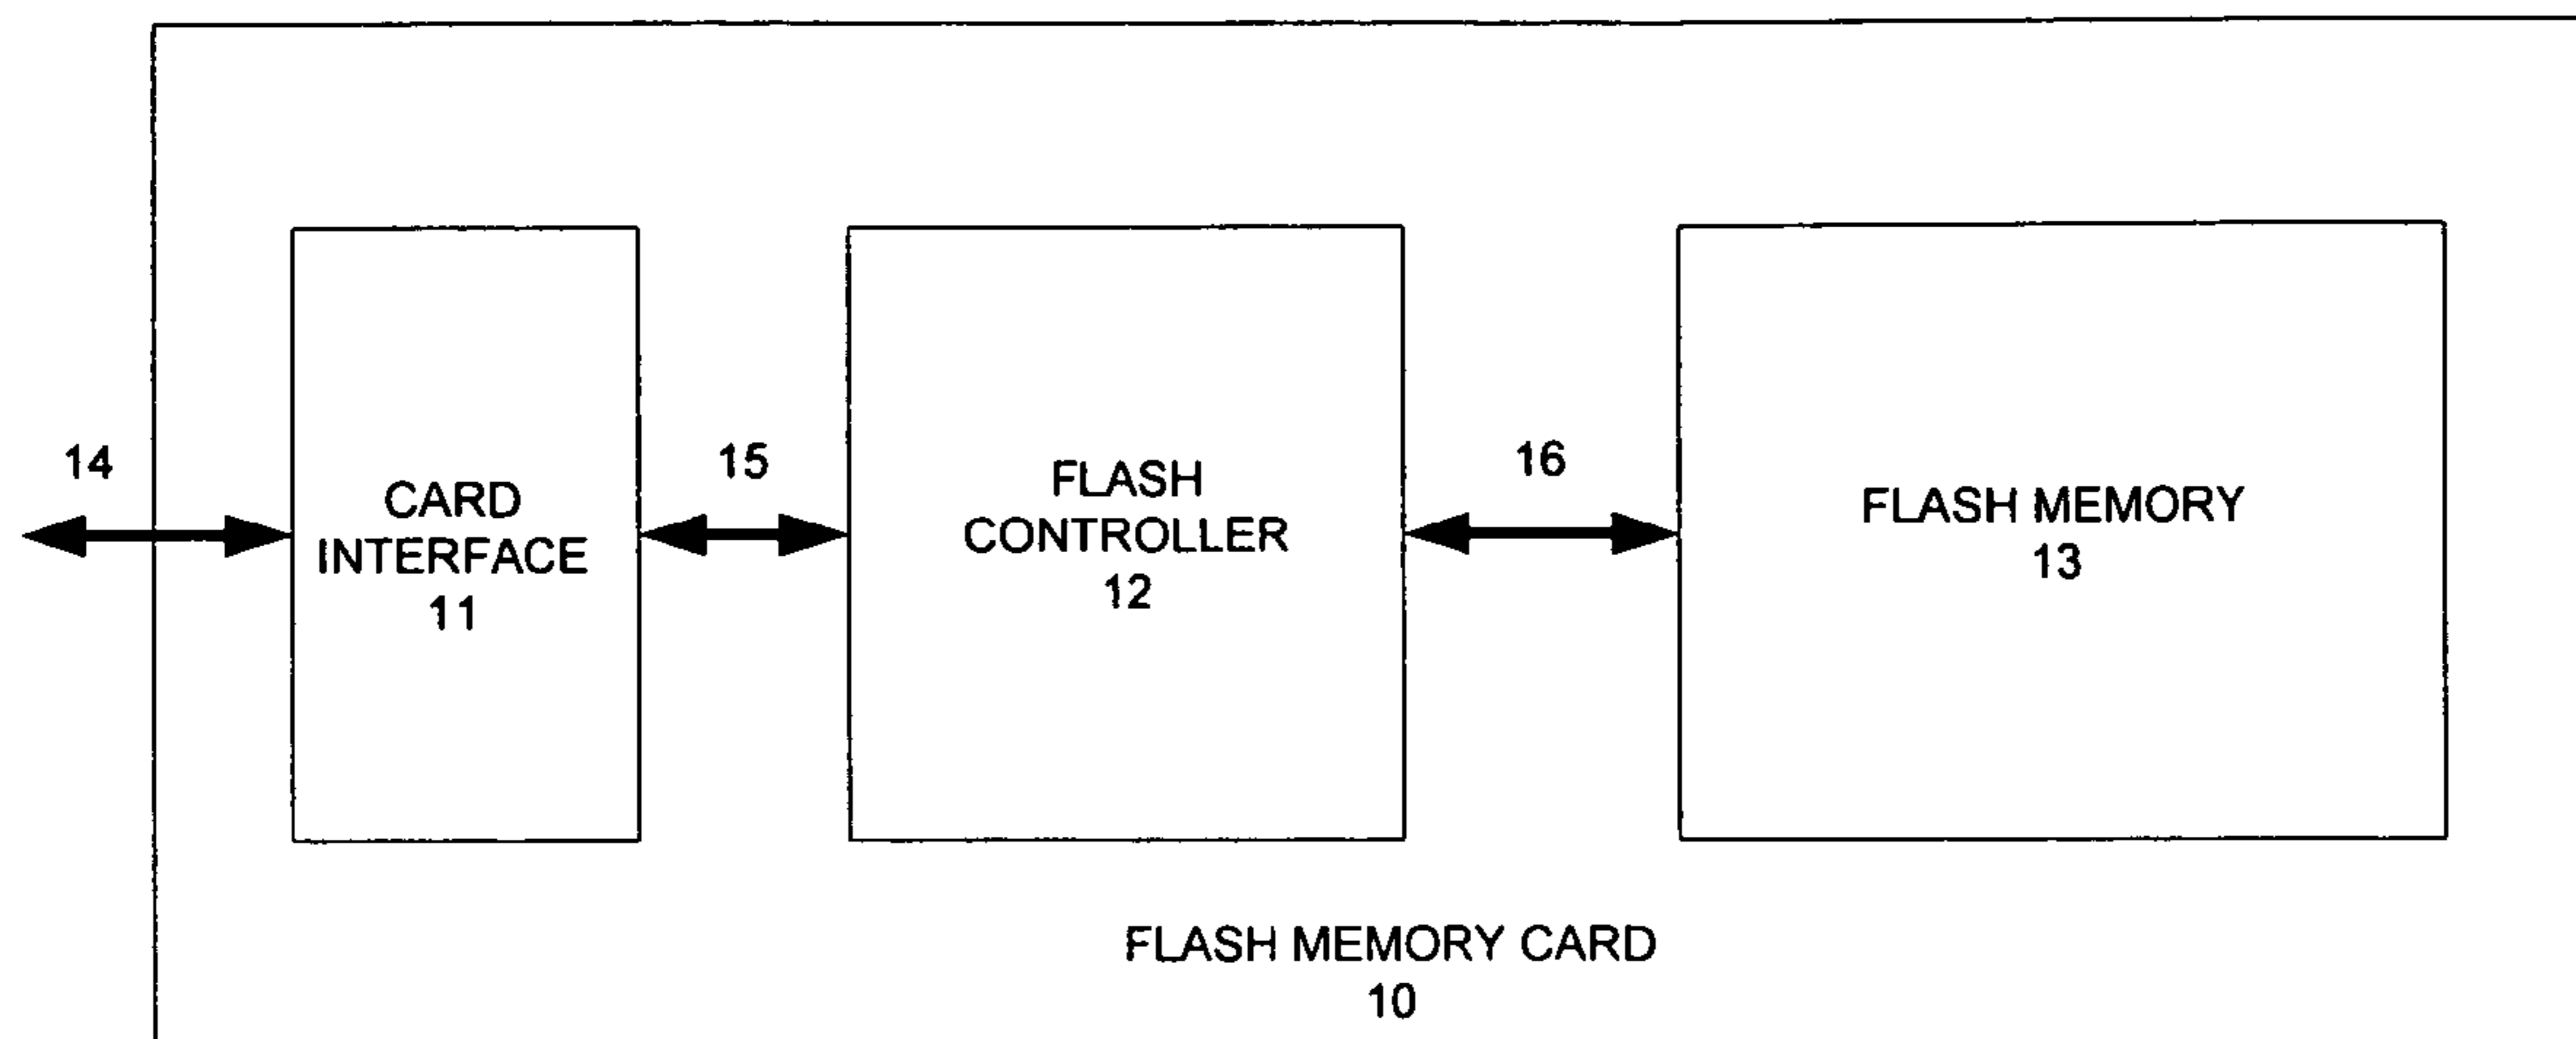 14
CARD
INTERFACE
11
15
FLASH
CONTROLLER
12
16
FLASH MEMORY
13
FLASH MEMORY CARD
10